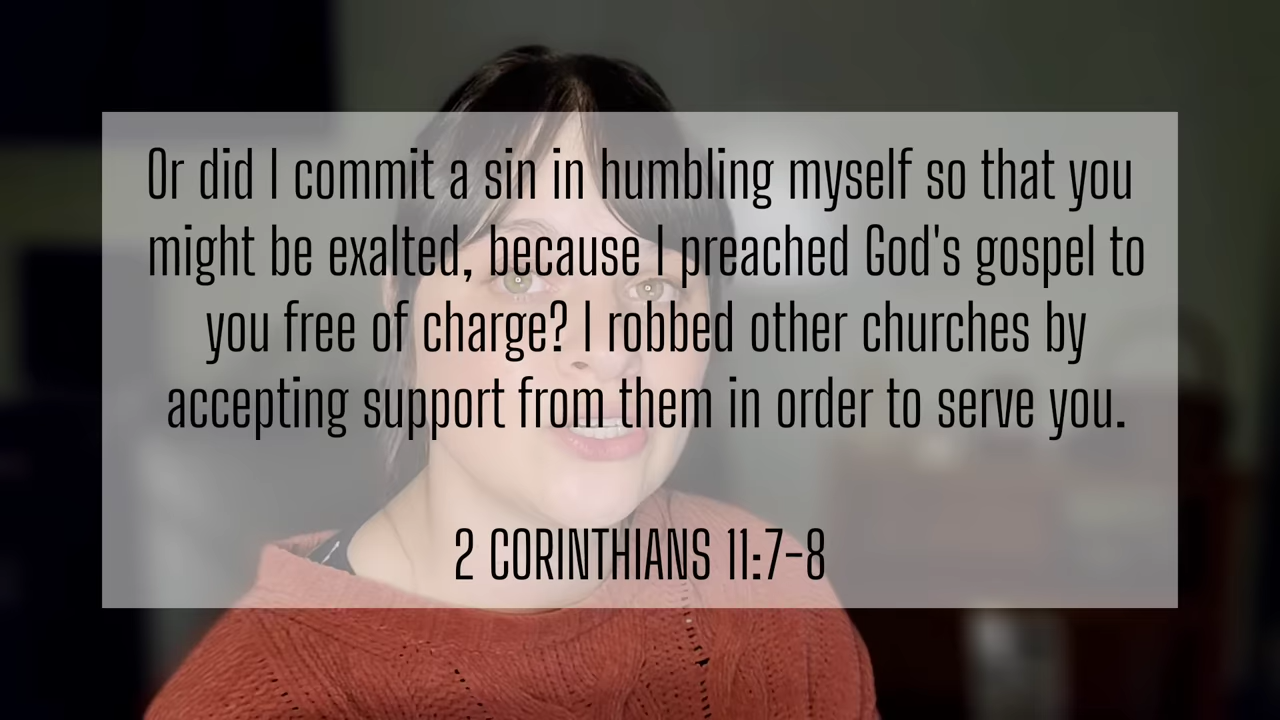 Or did I commit a sin in humbling myself so that you
might be exalted, because I preached God's gospel to
you free of charge? I robbed other churches by
accepting support from them in order to serve you.
2 CORINTHIANS 11:7-8